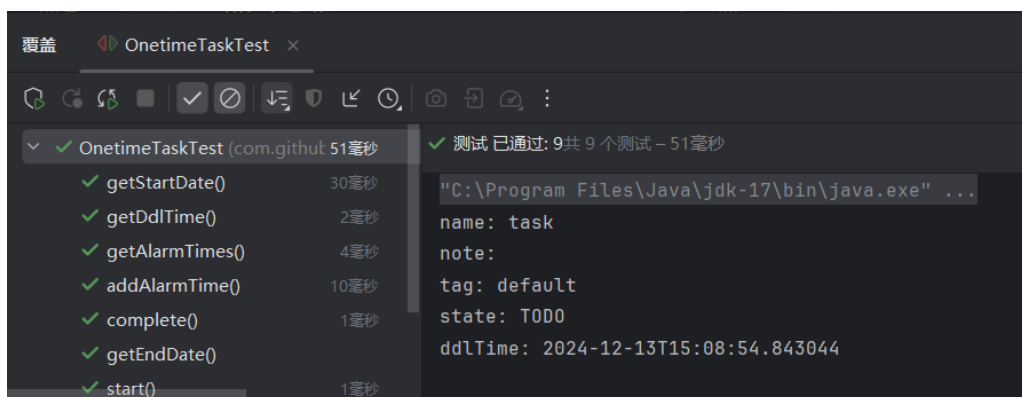 覆盖 OnetimeTaskTest ×
OnetimeTaskTest (com.githut 51毫秒
getStartDate() 30毫秒
getDdlTime() 2毫秒
getAlarmTimes() 4毫秒
addAlarmTime() 10毫秒
complete() 1毫秒
getEndDate()
start() 1毫秒
测试 已通过: 9共 9 个测试 – 51毫秒
"C:\Program Files\Java\jdk-17\bin\java.exe" ...
name: task
note:
tag: default
state: TODO
ddlTime: 2024-12-13T15:08:54.843044